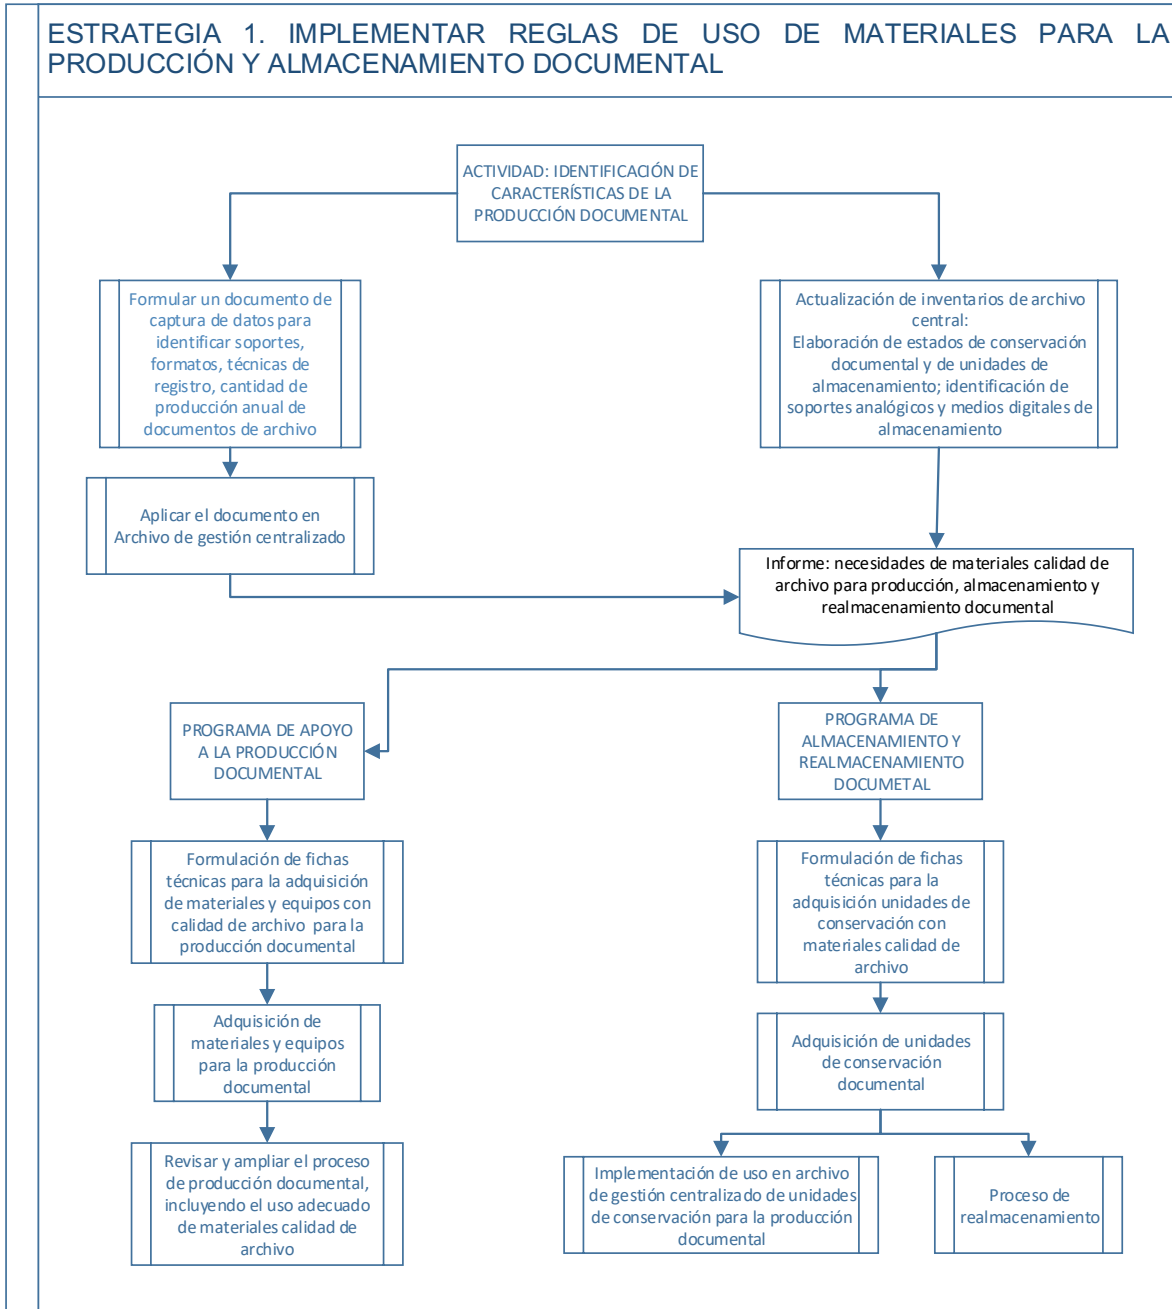 ESTRATEGIA 1. IMPLEMENTAR REGLAS DE USO DE MATERIALES PARA LA
PRODUCCIÓN Y ALMACENAMIENTO DOCUMENTAL
ACTIVIDAD: IDENTIFICACIÓN DE
CARACTERÍSTICAS DE LA
PRODUCCIÓN DOCUMENTAL
Formular un documento de
captura de datos para
identificar soportes,
formatos, técnicas de
registro, cantidad de
producción anual de
documentos de archivo
Actualización de inventarios de archivo
central:
Elaboración de estados de conservación
documental y de unidades de
almacenamiento; identificación de
soportes analógicos y medios digitales de
almacenamiento
Aplicar el documento en
Archivo de gestión centralizado
Informe: necesidades de materiales calidad de
archivo para producción, almacenamiento y
realmacenamiento documental
PROGRAMA DE APOYO
A LA PRODUCCIÓN
DOCUMENTAL
PROGRAMA DE
ALMACENAMIENTO Y
REALMACENAMIENTO
DOCUMETAL
Formulación de fichas
técnicas para la adquisición
de materiales y equipos con
calidad de archivo para la
producción documental
Formulación de fichas
técnicas para la
adquisición unidades de
conservación con
materiales calidad de
archivo
Adquisición de
materiales y equipos
para la producción
documental
Adquisición de unidades
de conservación
documental
Revisar y ampliar el proceso
de producción documental,
incluyendo el uso adecuado
de materiales calidad de
archivo
Implementación de uso en archivo
de gestión centralizado de unidades
de conservación para la producción
documental
Proceso de
realmacenamiento